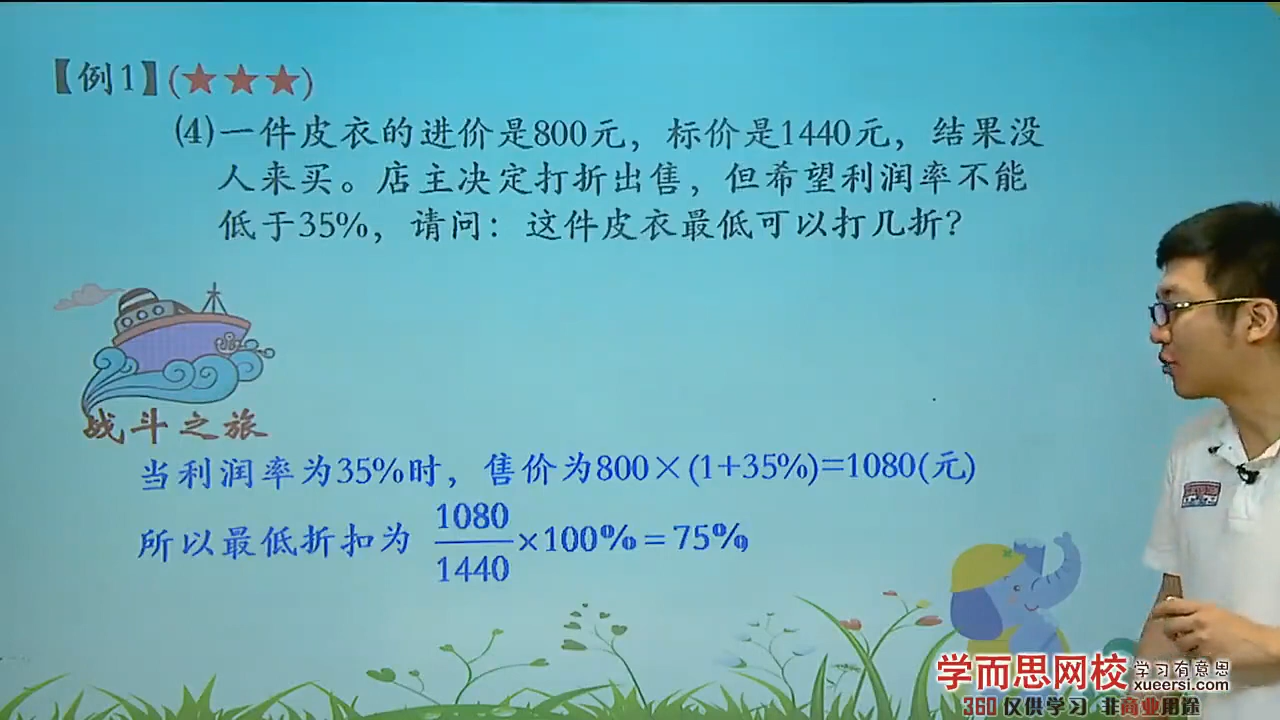 【例1】(★★★)
(4)一件皮衣的进价是800元，标价是1440元，结果没
人来买。店主决定打折出售，但希望利润率不能
低于35%，请问：这件皮衣最低可以打几折？
战斗之旅
当利润率为35%时，售价为800×(1+35%)=1080(元)
所以最低折扣为 1080/1440×100%=75%
学而思网校 学习有意思
xueersi.com
360 仅供学习 非商业用途